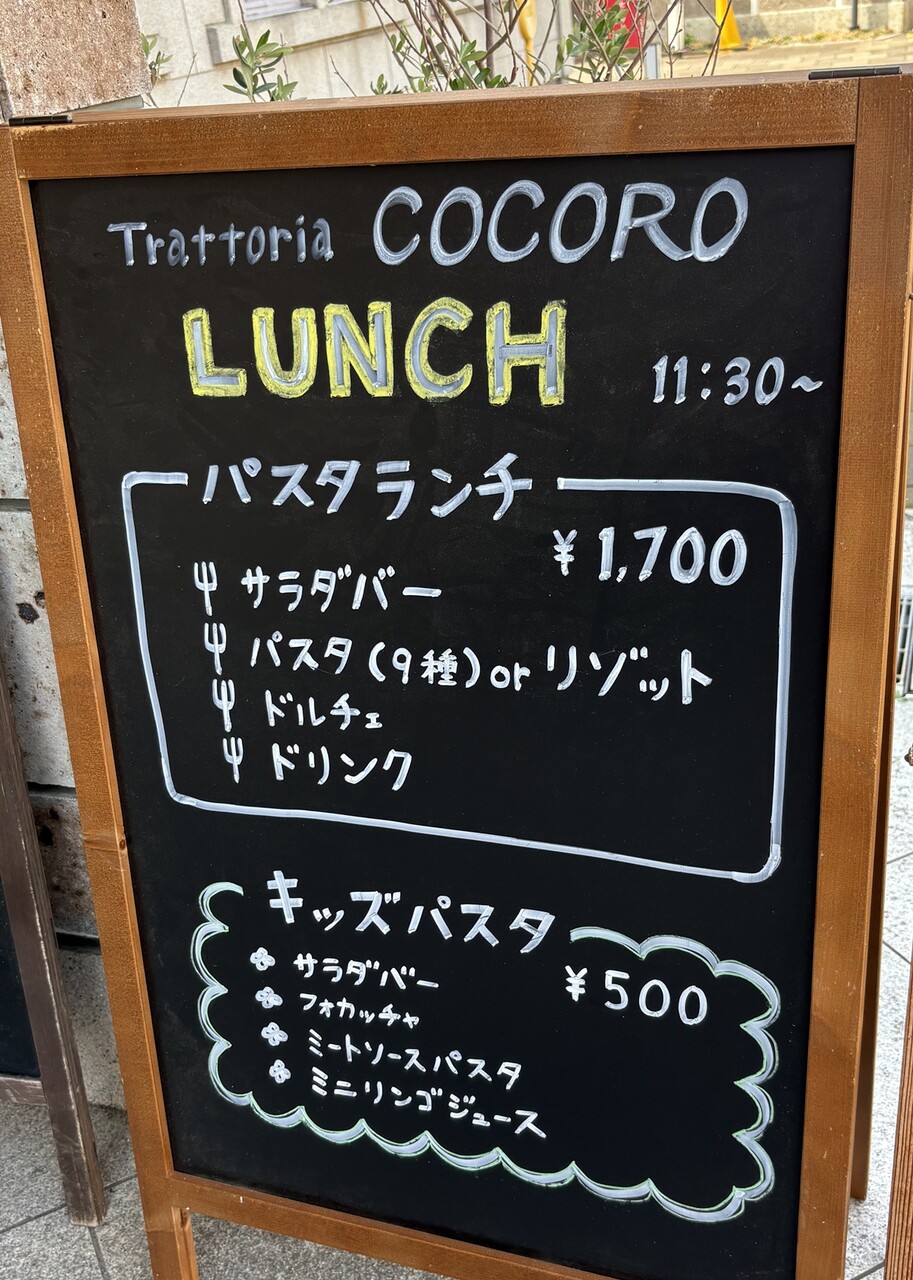 Trattoria COCORO
LUNCH 11:30~
パスタランチ
¥1,700
サラダバー
パスタ(9種)or リゾット
ドルチェ
ドリンク
キッズパスタ
¥500
サラダバー
フォカッチャ
ミートソースパスタ
ミニリンゴジュース